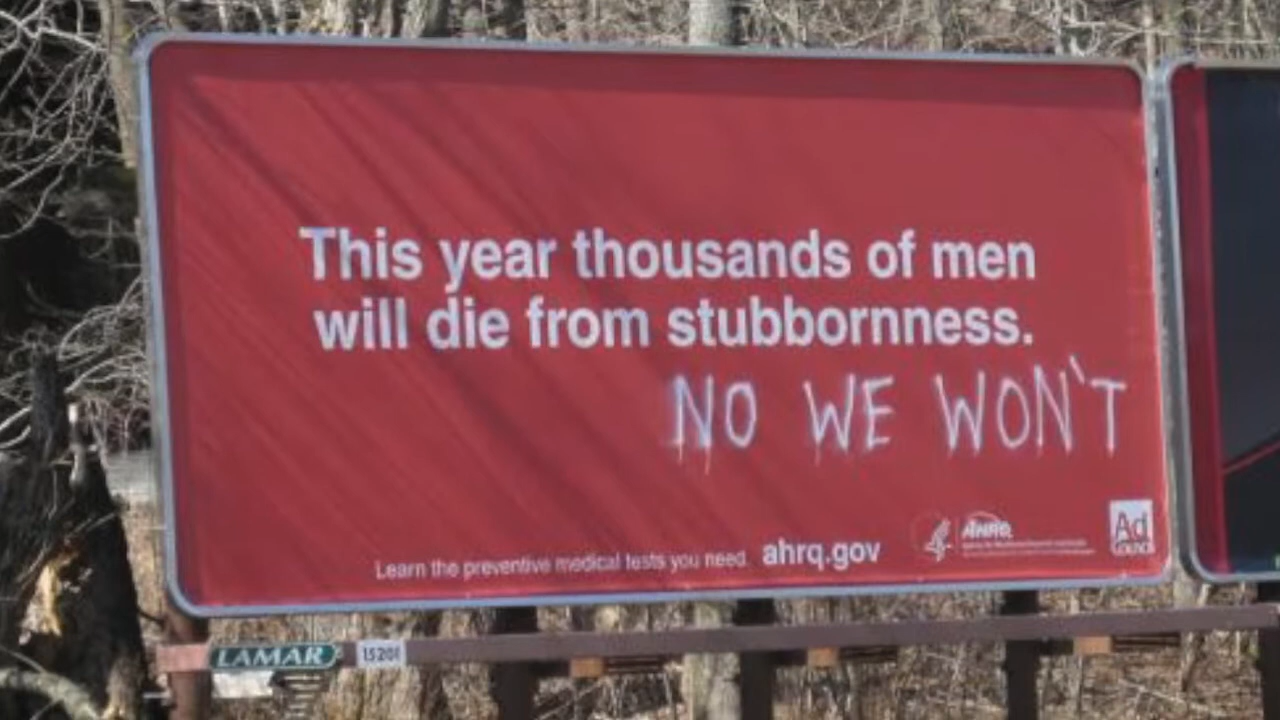 This year thousands of men
will die from stubbornness.
NO WE WON'T
Learn the preventive medical tests you need. ahrq.gov
AHRQ
Ad
COUNCIL
LAMAR
15201